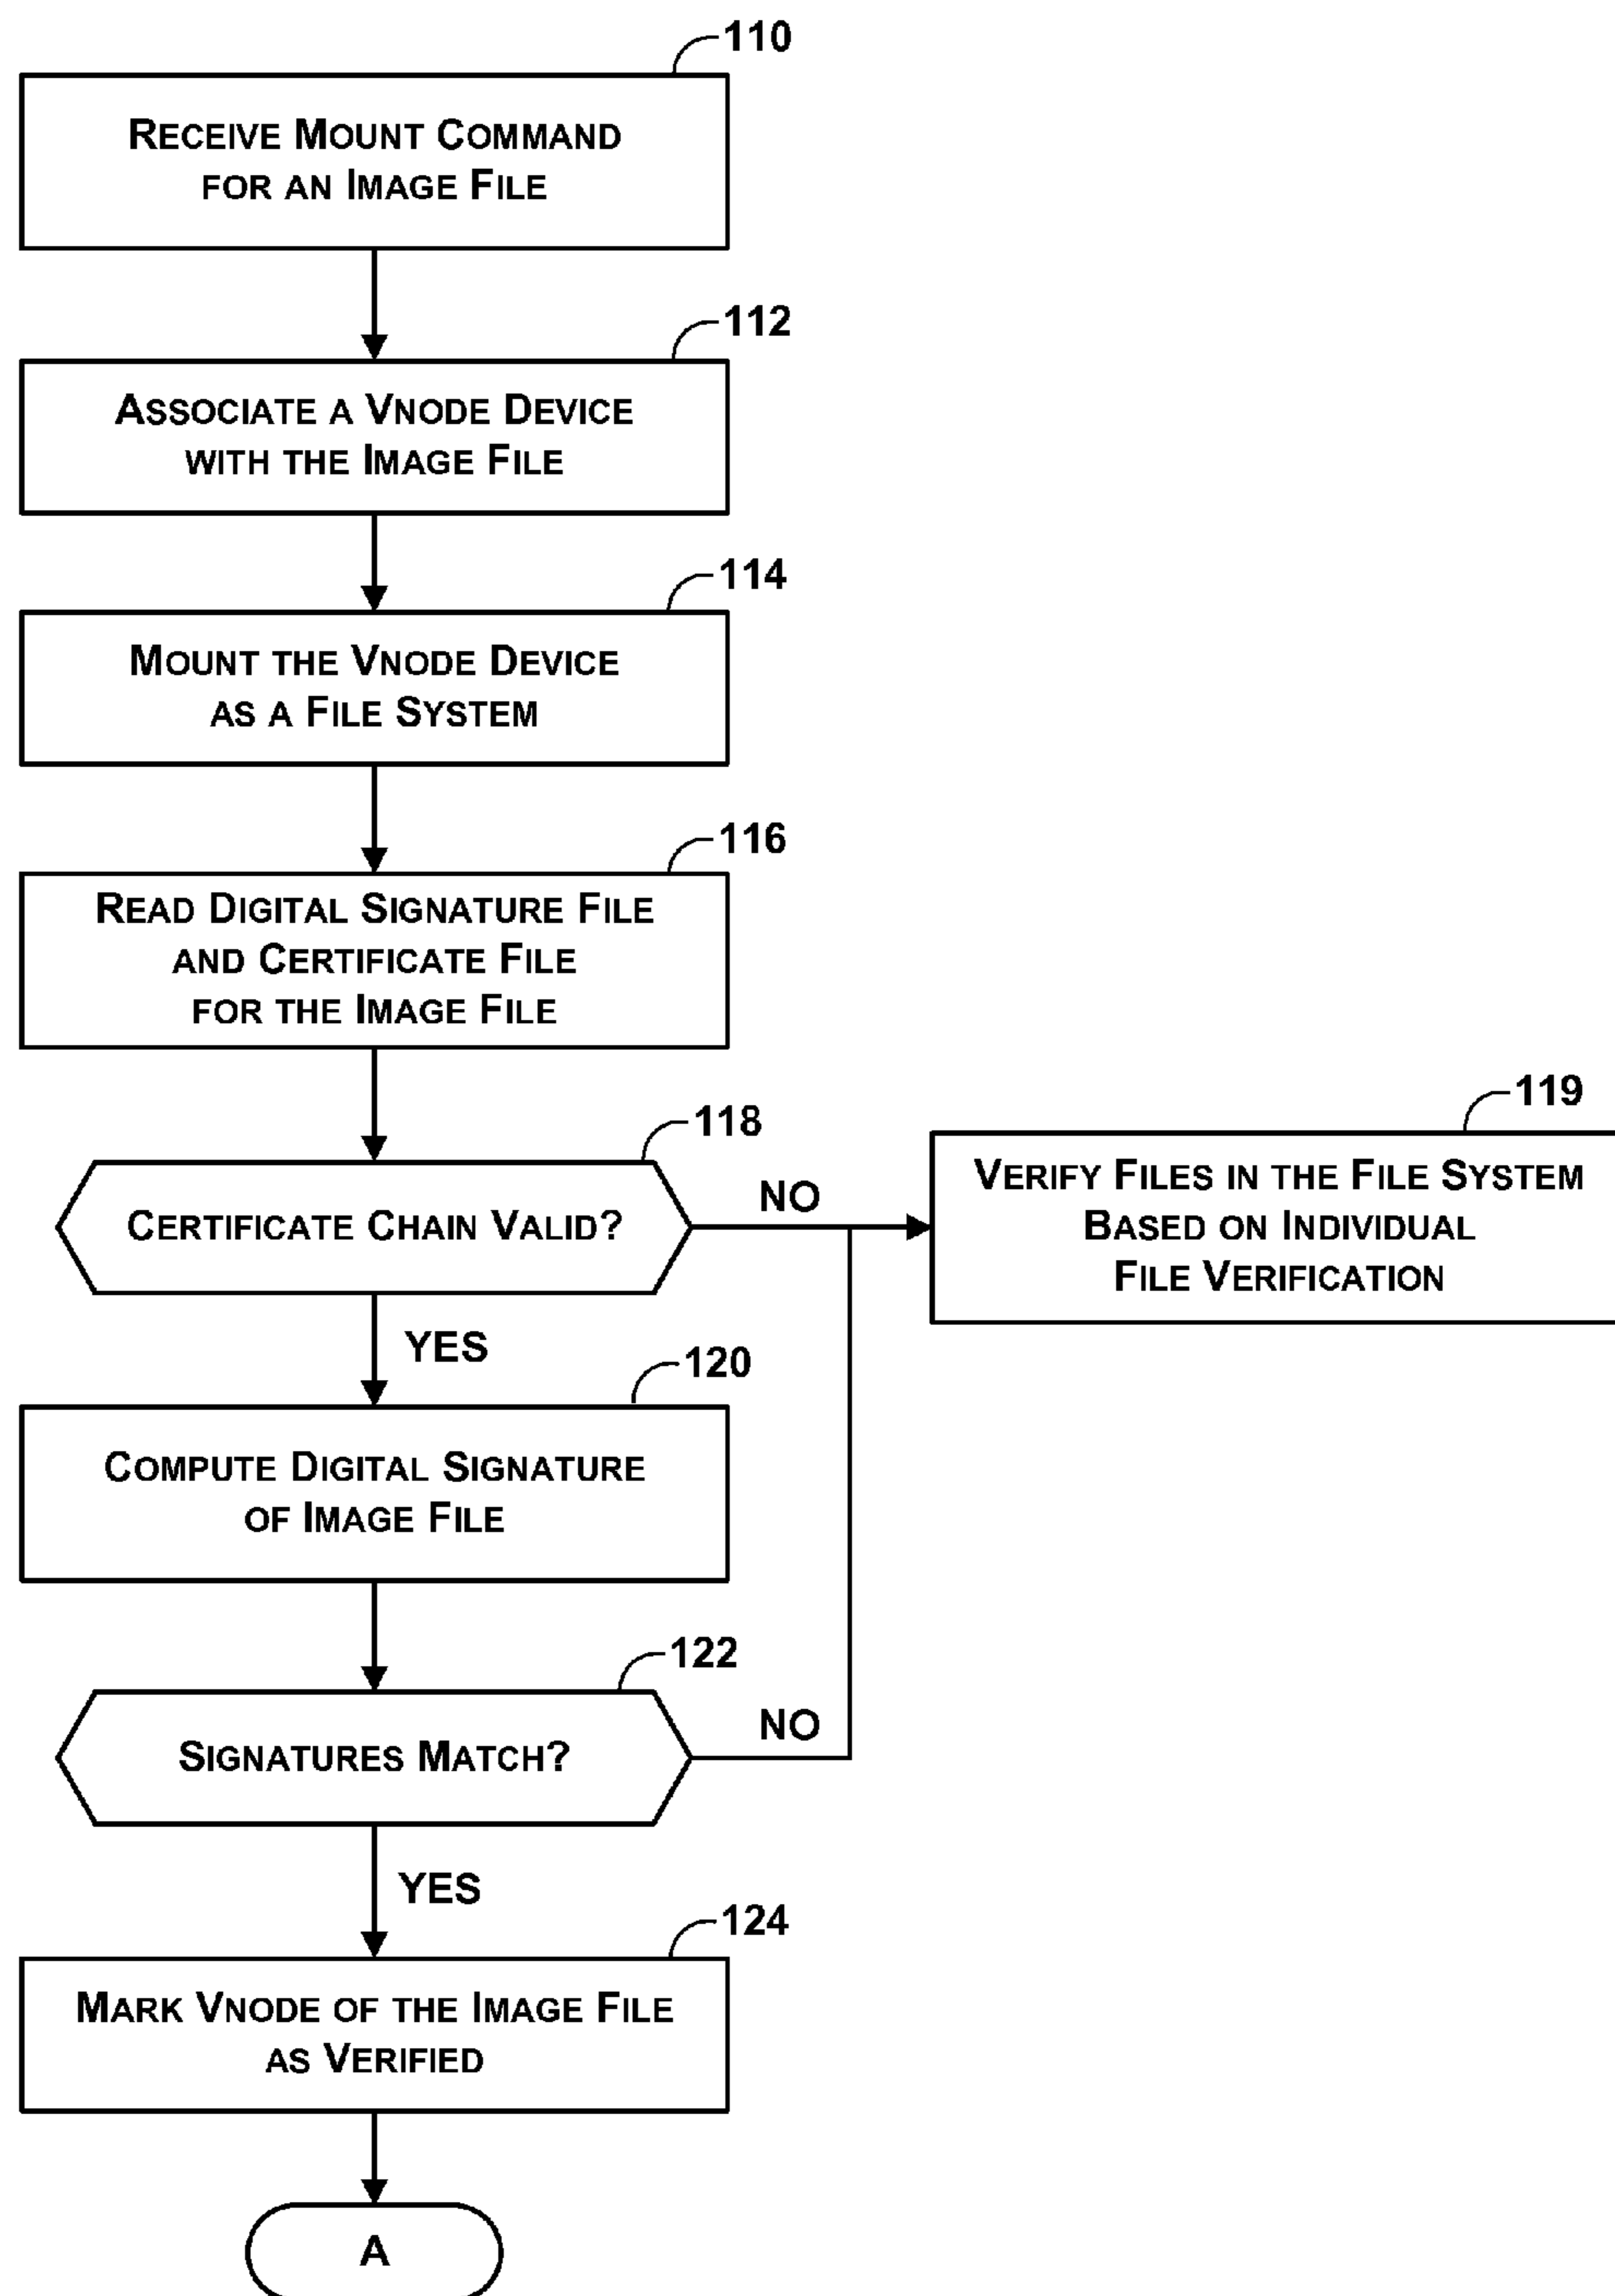 110
RECEIVE MOUNT COMMAND
FOR AN IMAGE FILE
112
ASSOCIATE A VNODE DEVICE
WITH THE IMAGE FILE
114
MOUNT THE VNODE DEVICE
AS A FILE SYSTEM
116
READ DIGITAL SIGNATURE FILE
AND CERTIFICATE FILE
FOR THE IMAGE FILE
118
CERTIFICATE CHAIN VALID?
NO
119
VERIFY FILES IN THE FILE SYSTEM
BASED ON INDIVIDUAL
FILE VERIFICATION
YES
120
COMPUTE DIGITAL SIGNATURE
OF IMAGE FILE
122
SIGNATURES MATCH?
NO
YES
124
MARK VNODE OF THE IMAGE FILE
AS VERIFIED
A